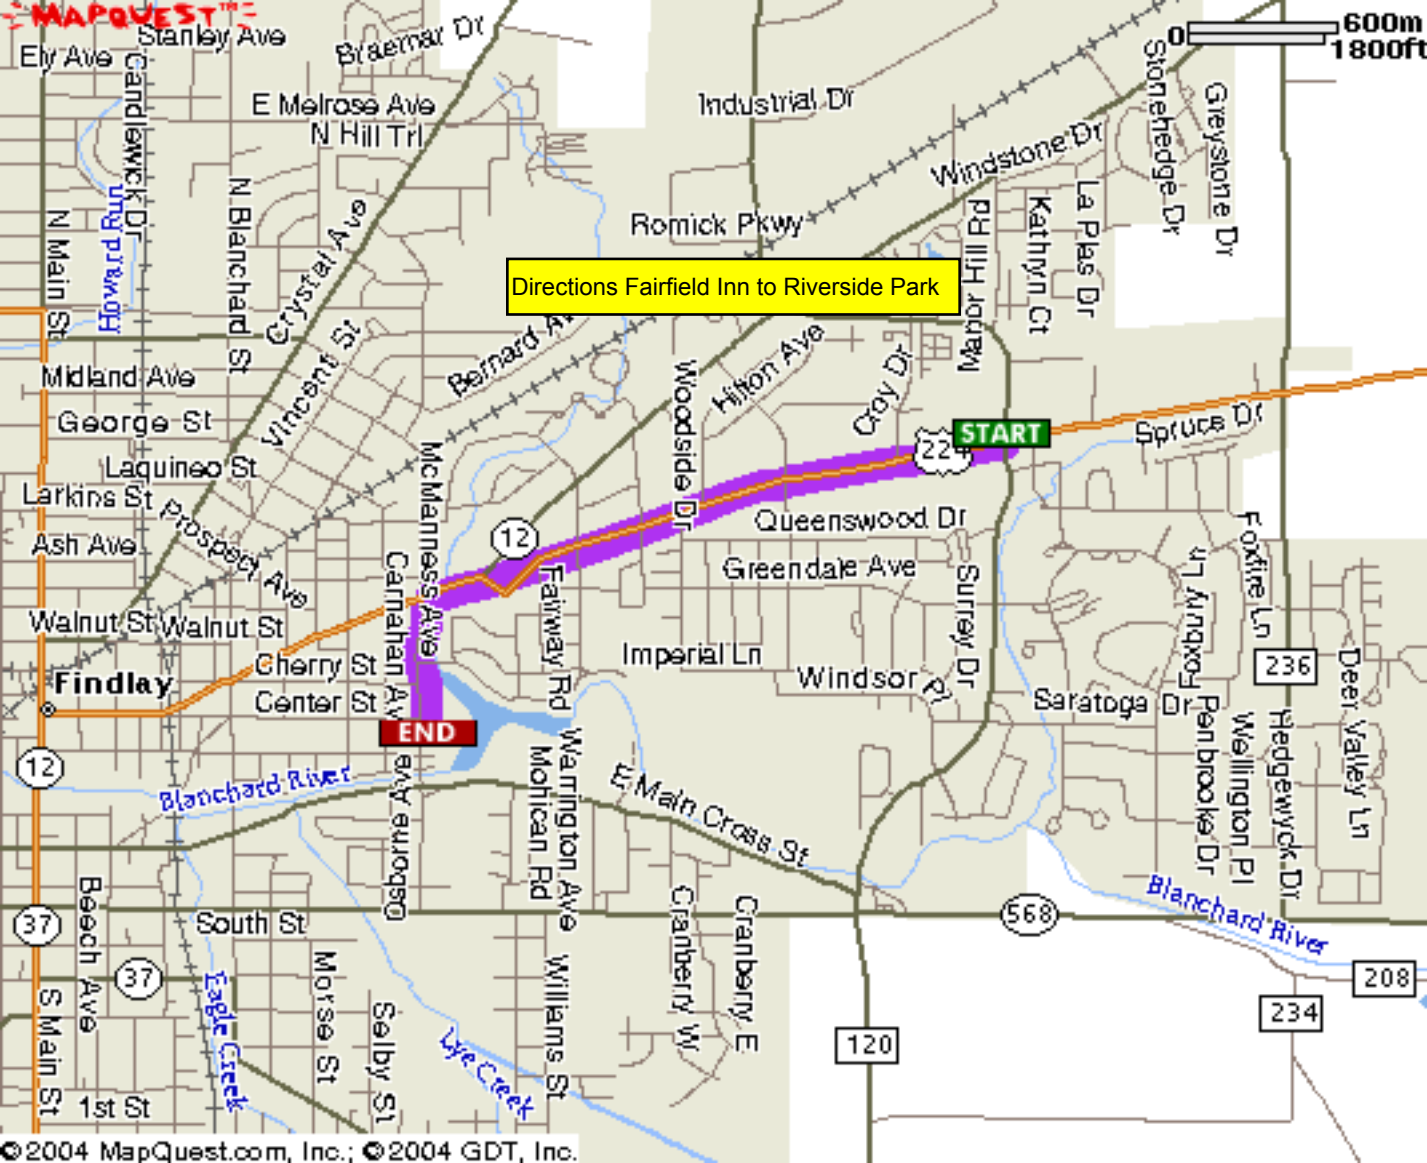 MAPQUEST™
600m
0
1800ft
Stanley Ave
Braemar Dr
Ely Ave
Candlewick Dr
E Melrose Ave
N Hill Trl
Industrial Dr
Stonehedge Dr
Greystone Dr
Windstone Dr
Howard Run
N Main St
N Blanchard St
Crystal Ave
Romick Pkwy
Manor Hill Rd
Kathryn Ct
La Plas Dr
Directions Fairfield Inn to Riverside Park
Vincent St
Bernard Av
Hilton Ave
Woodside Dr
Croy Dr
Midland Ave
George St
Laquineo St
Larkins St
Prospect Ave
Ash Ave
McManness Ave
Carnahan Av
START
224
Spruce Dr
12
Queenswood Dr
Greendale Ave
Surrey Dr
Foxfire Ln
Foxbury Ln
Fairway Rd
Walnut St
Walnut St
Cherry St
Center St
Findlay
Imperial Ln
Windsor Pl
236
Saratoga Dr
Deer Valley Ln
END
12
Blanchard River
Osborne Ave
Mohican Rd
Warrington Ave
E Main Cross St
Penbrooke Dr
Wellington Pl
Hedgewyck Dr
Beech Ave
37
South St
Cranberry W
Cranberry E
568
Blanchard River
37
Eagle Creek
Morse St
Selby St
Williams St
208
234
120
S Main St
Lye Creek
1st St
©2004 MapQuest.com, Inc.; ©2004 GDT, Inc.